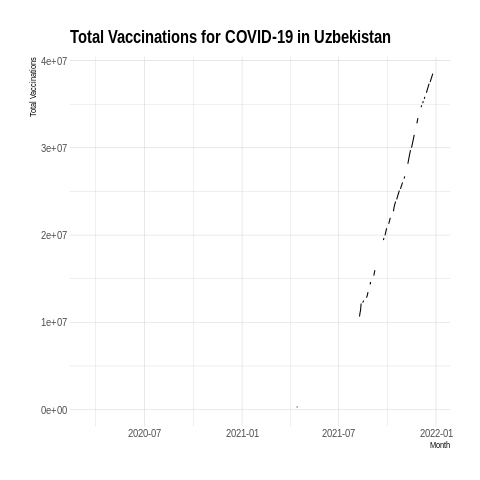 Total Vaccinations for COVID-19 in Uzbekistan
Total Vaccinations
4e+07
3e+07
2e+07
1e+07
0e+00
2020-07
2021-01
2021-07
2022-01
Month